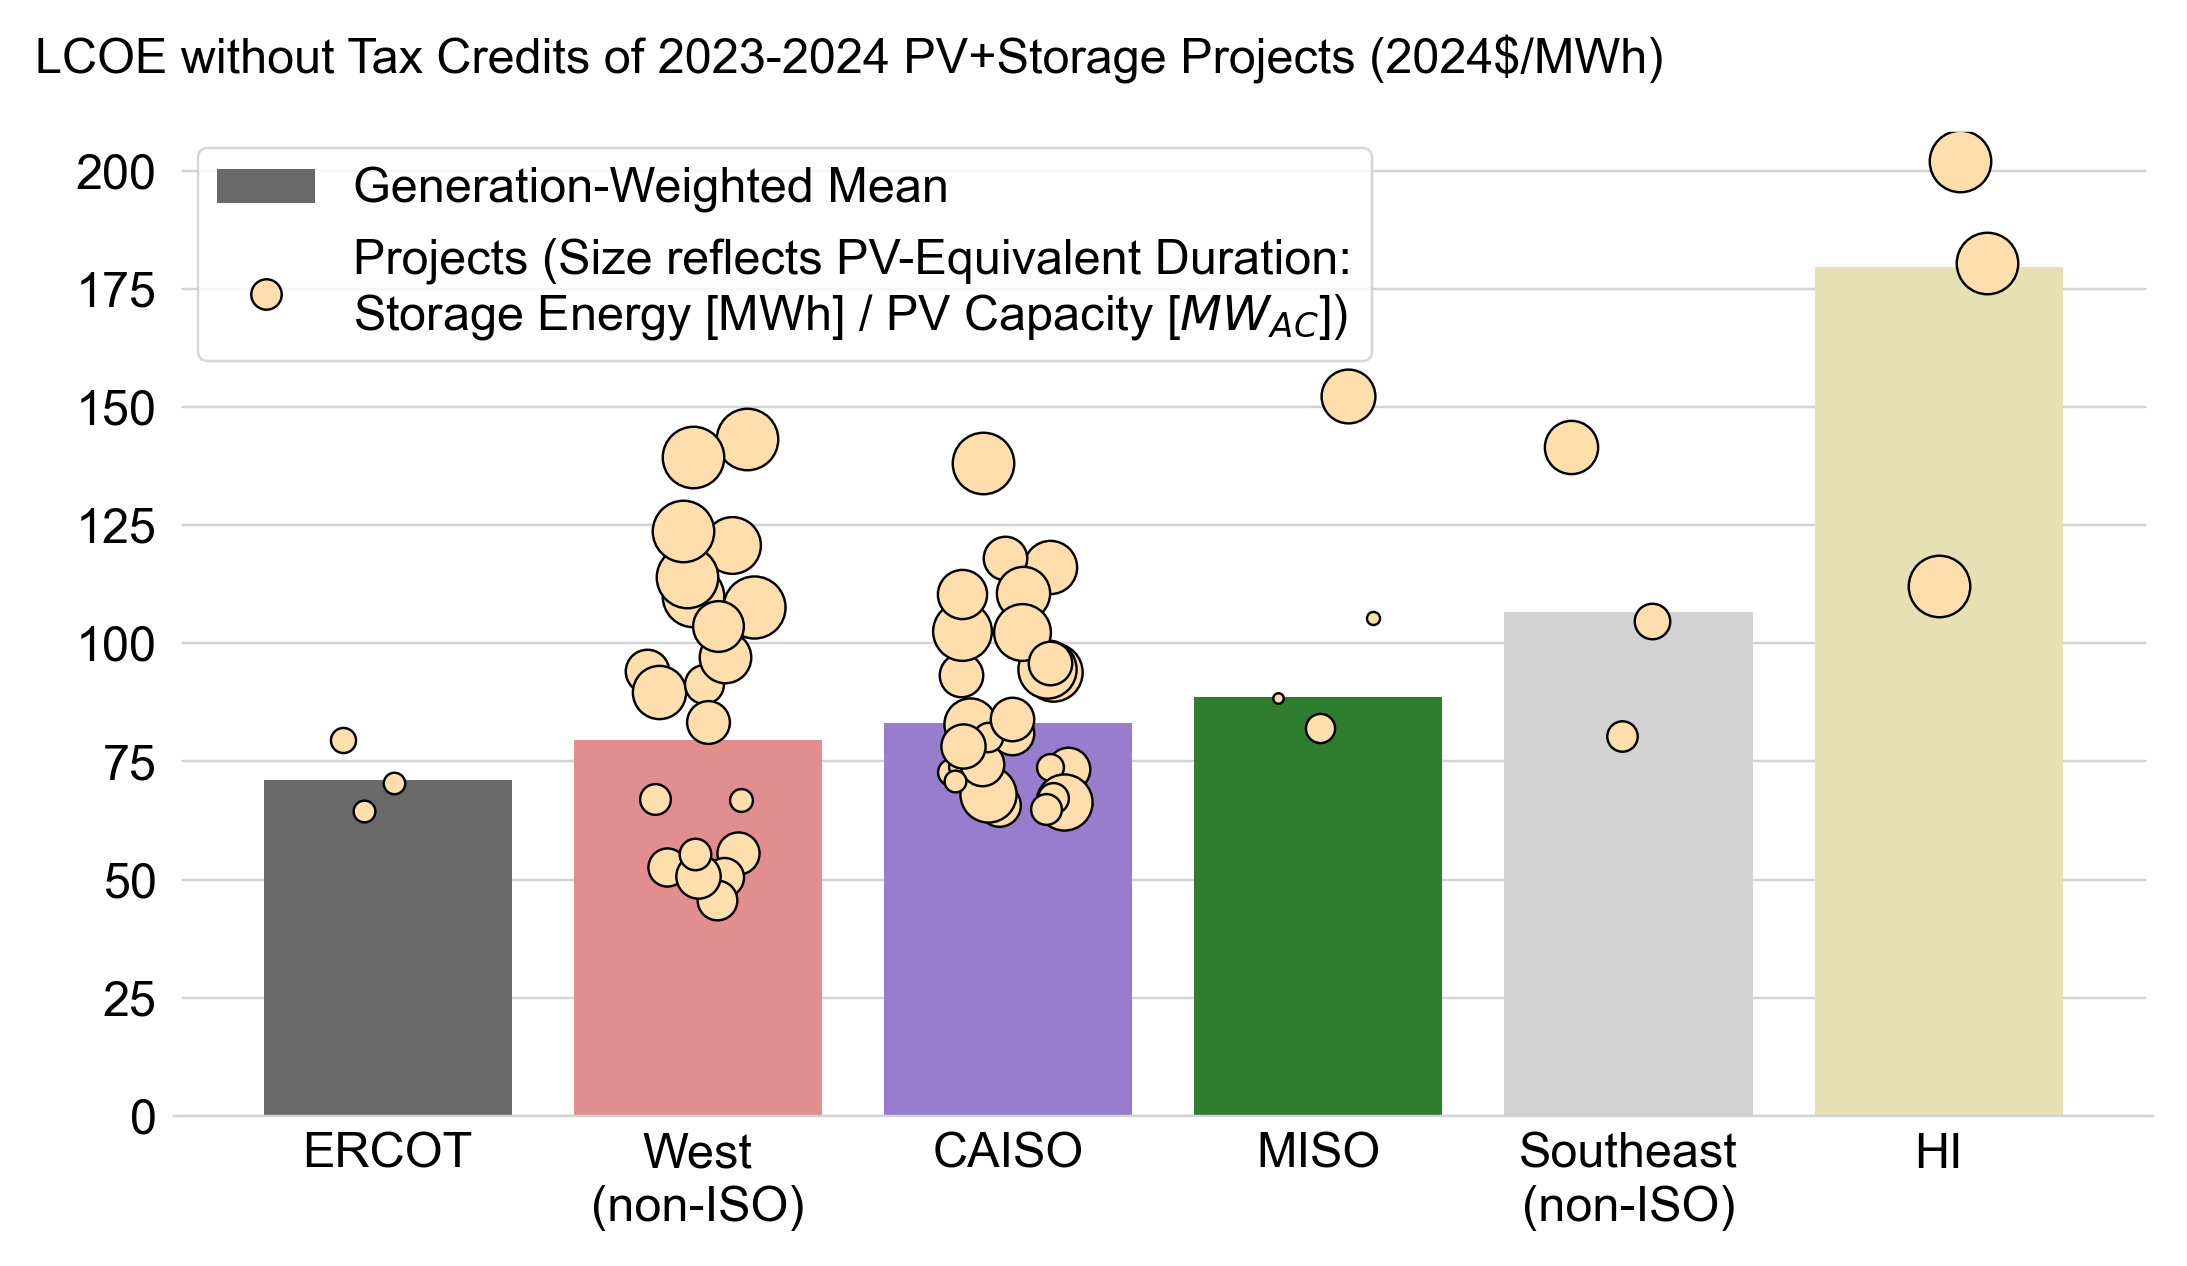 LCOE without Tax Credits of 2023-2024 PV+Storage Projects (2024$/MWh)
200
175
150
125
100
75
50
25
0
Generation-Weighted Mean
Projects (Size reflects PV-Equivalent Duration:
Storage Energy [MWh] / PV Capacity [MW_AC])
ERCOT
West
(non-ISO)
CAISO
MISO
Southeast
(non-ISO)
HI